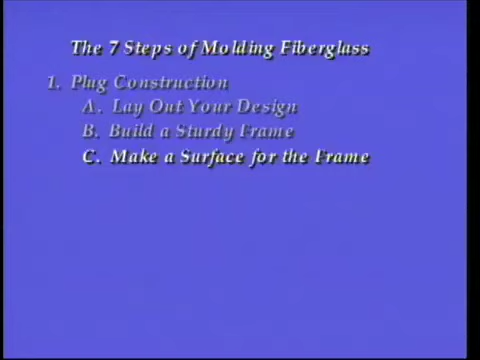 The 7 Steps of Molding Fiberglass
1. Plug Construction
A. Lay Out Your Design
B. Build a Sturdy Frame
C. Make a Surface for the Frame